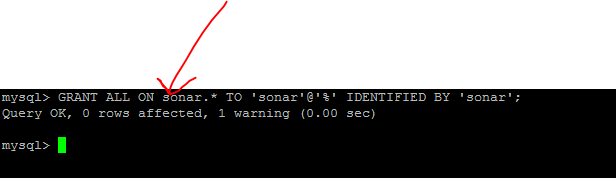 mysql> GRANT ALL ON sonar.* TO 'sonar'@'%' IDENTIFIED BY 'sonar';
Query OK, 0 rows affected, 1 warning (0.00 sec)
mysql>